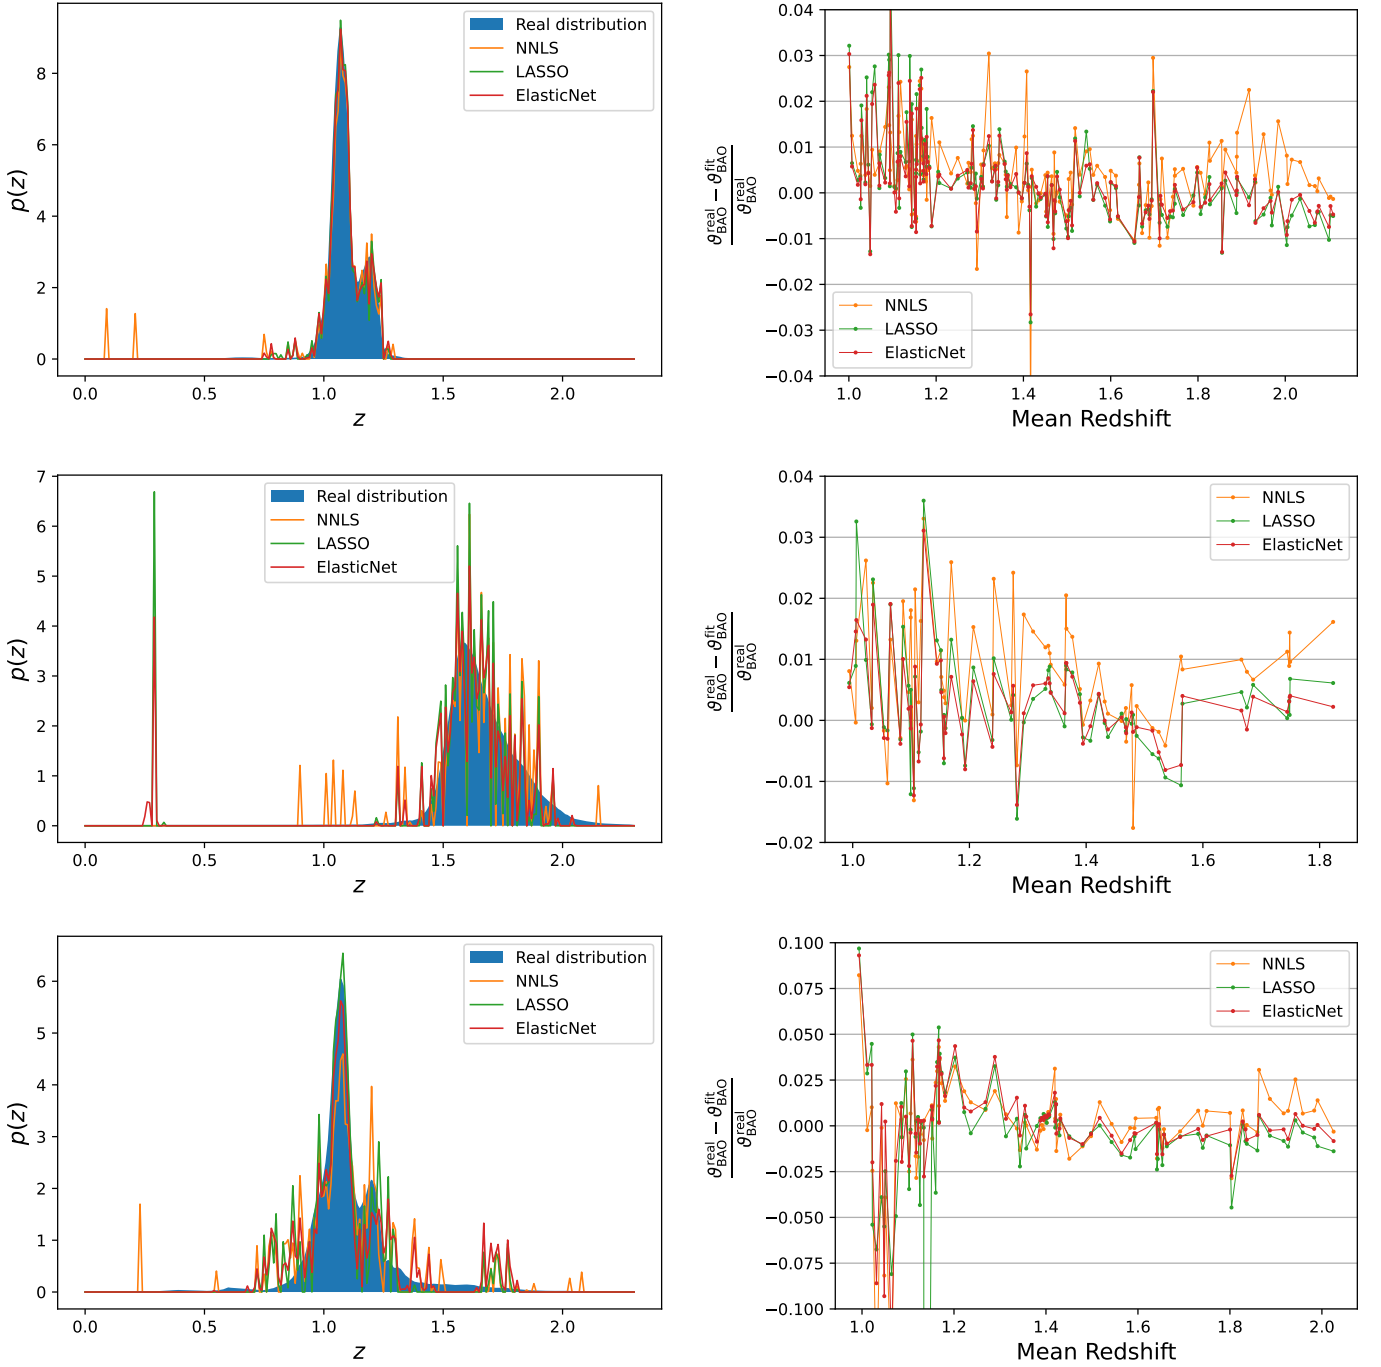 p(z)
8
6
4
2
0
0.0 0.5 1.0 1.5 2.0
z
Real distribution
NNLS
LASSO
ElasticNet
ϑ_BAO^real − ϑ_BAO^fit
ϑ_BAO^real
0.04
0.03
0.02
0.01
0.00
−0.01
−0.02
−0.03
−0.04
1.0 1.2 1.4 1.6 1.8 2.0
Mean Redshift
NNLS
LASSO
ElasticNet
p(z)
7
6
5
4
3
2
1
0
0.0 0.5 1.0 1.5 2.0
z
Real distribution
NNLS
LASSO
ElasticNet
ϑ_BAO^real − ϑ_BAO^fit
ϑ_BAO^real
0.04
0.03
0.02
0.01
0.00
−0.01
−0.02
1.0 1.2 1.4 1.6 1.8
Mean Redshift
NNLS
LASSO
ElasticNet
p(z)
6
5
4
3
2
1
0
0.0 0.5 1.0 1.5 2.0
z
Real distribution
NNLS
LASSO
ElasticNet
ϑ_BAO^real − ϑ_BAO^fit
ϑ_BAO^real
0.100
0.075
0.050
0.025
0.000
−0.025
−0.050
−0.075
−0.100
1.0 1.2 1.4 1.6 1.8 2.0
Mean Redshift
NNLS
LASSO
ElasticNet